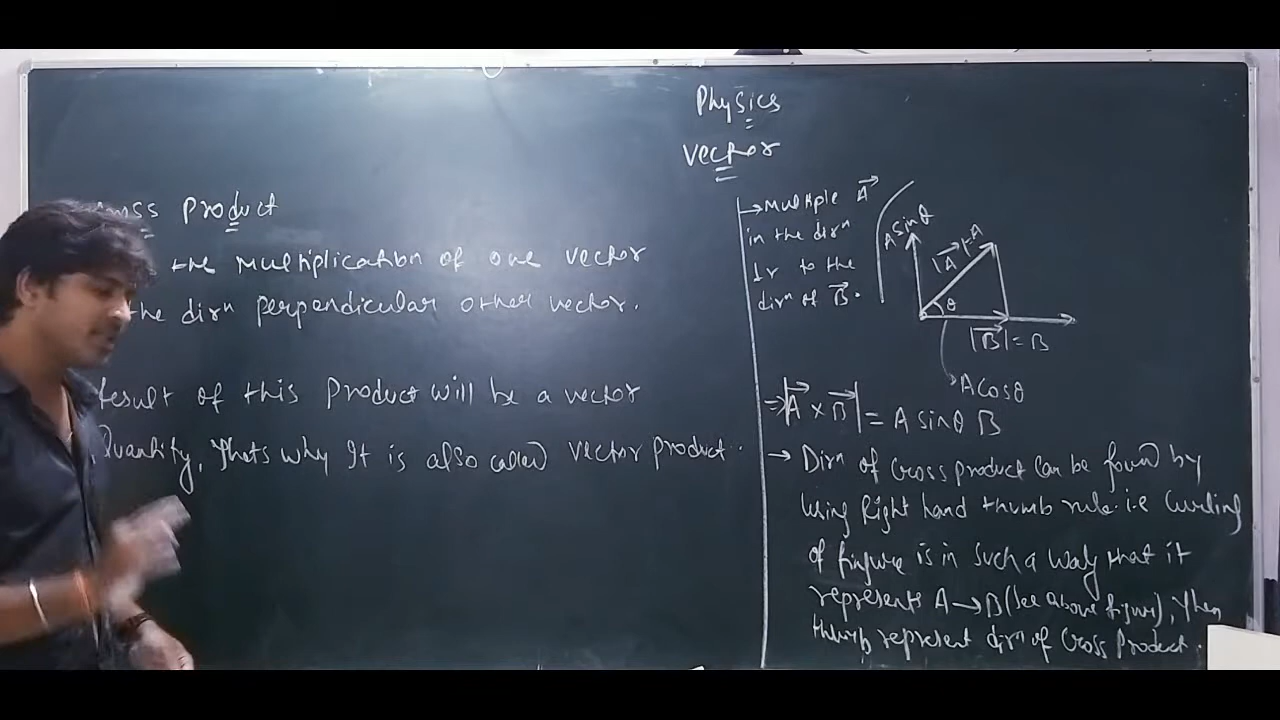 Physics
Vector
Cross Product
the Multiplication of one vector
the dirⁿ perpendicular other vector.
Result of this Product will be a vector
Quantity, Thats why It is also called vector product.
→ Multiple A⃗
in the dirⁿ
⊥r to the
dirⁿ of B⃗.
A sinθ
|A⃗|=A
θ
|B⃗| = B
A cosθ
⇒ |A⃗ × B⃗| = A sinθ B
→ Dirⁿ of Cross product can be found by
Using Right hand thumb rule i.e Curling
of fingure is in Such a way that it
represents A → B (See above figure), Then
thumb represent dirⁿ of Cross Product.